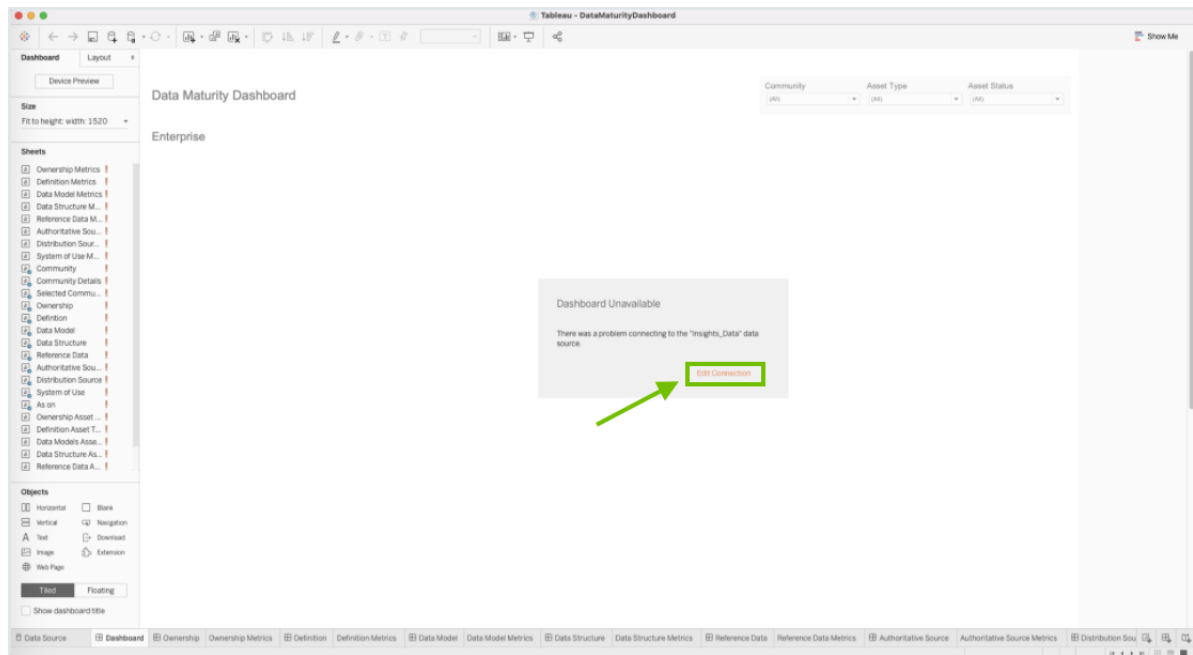 Tableau - DataMaturityDashboard
Show Me
Dashboard Layout
Device Preview
Size
Fit to height: width: 1520
Sheets
Ownership Metrics !
Definition Metrics !
Data Model Metrics !
Data Structure M... !
Reference Data M... !
Authoritative Sou... !
Distribution Sour... !
System of Use M... !
Community !
Community Details !
Selected Commu... !
Ownership !
Defintion !
Data Model !
Data Structure !
Reference Data !
Authoritative Sou... !
Distribution Source !
System of Use !
As on !
Ownership Asset ... !
Definition Asset T... !
Data Models Asse... !
Data Structure As... !
Reference Data A... !
Objects
Horizontal Blank
Vertical Navigation
Text Download
Image Extension
Web Page
Tiled Floating
Show dashboard title
Data Maturity Dashboard
Community Asset Type Asset Status
(All) (All) (All)
Enterprise
Dashboard Unavailable
There was a problem connecting to the "Insights_Data" data
source.
Edit Connection
Data Source Dashboard Ownership Ownership Metrics Definition Definition Metrics Data Model Data Model Metrics Data Structure Data Structure Metrics Reference Data Reference Data Metrics Authoritative Source Authoritative Source Metrics Distribution Sou